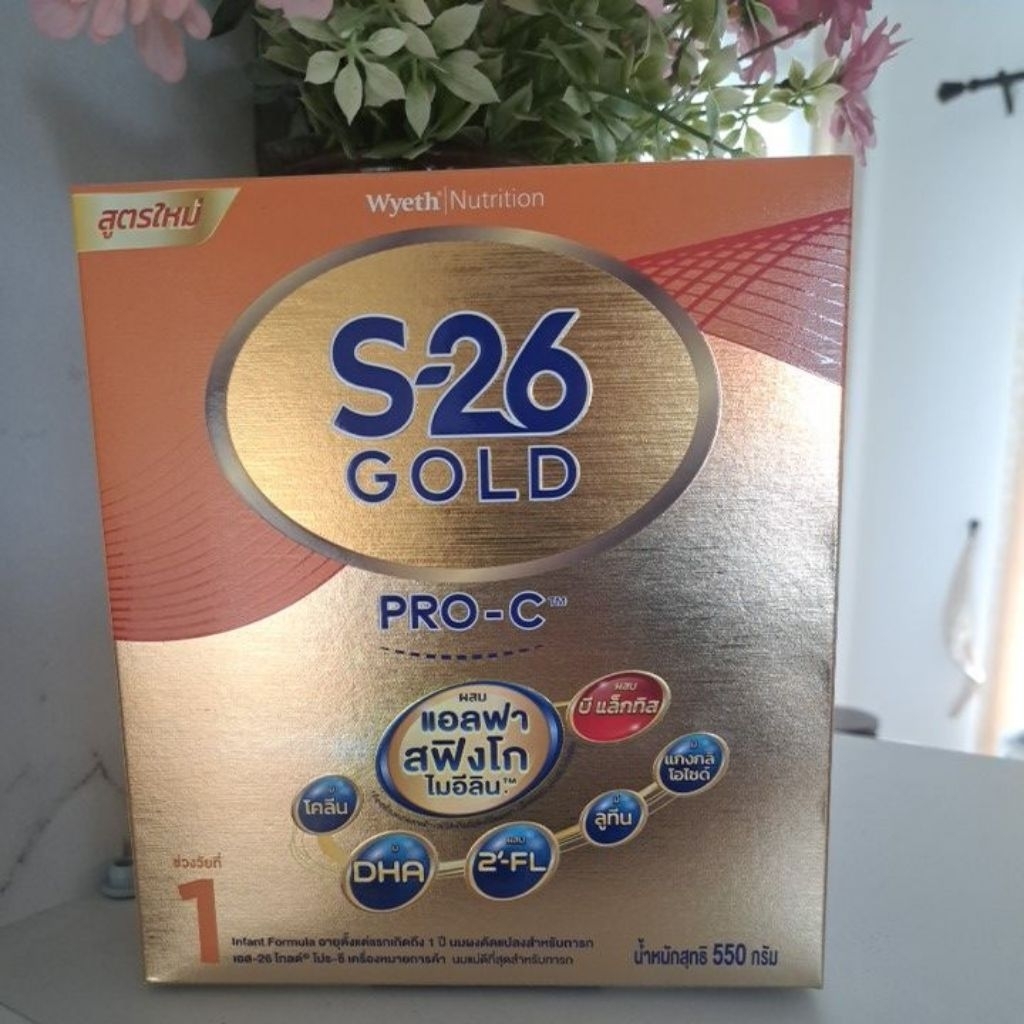 สูตรใหม่
Wyeth® Nutrition
S-26
GOLD
PRO-C™
ผสม
แอลฟา
สฟิงโก
ไมอีลิน™
ผสม
บี แล็กทิส
มี
แกงกลิ
โอไซด์
มี
ลูทีน
ผสม
2'-FL
มี
DHA
มี
โคลีน
ช่วงวัยที่
1
Infant Formula อายุตั้งแต่แรกเกิดถึง 1 ปี นมผงดัดแปลงสำหรับทารก
เอส-26 โกลด์® โปร-ซี เครื่องหมายการค้า นมแม่ดีที่สุดสำหรับทารก
น้ำหนักสุทธิ 550 กรัม